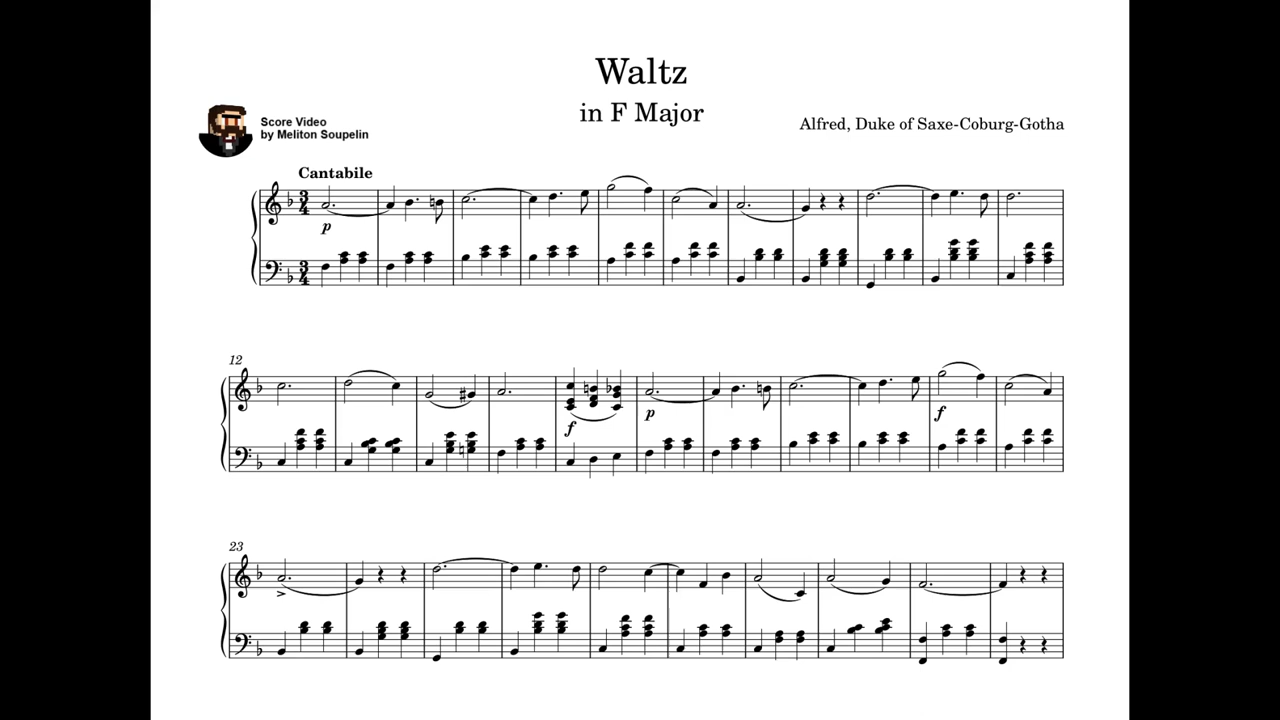 Waltz
in F Major
Score Video
by Meliton Soupelin
Alfred, Duke of Saxe-Coburg-Gotha
Cantabile
3
4
p
3
4
12
f
p
f
23